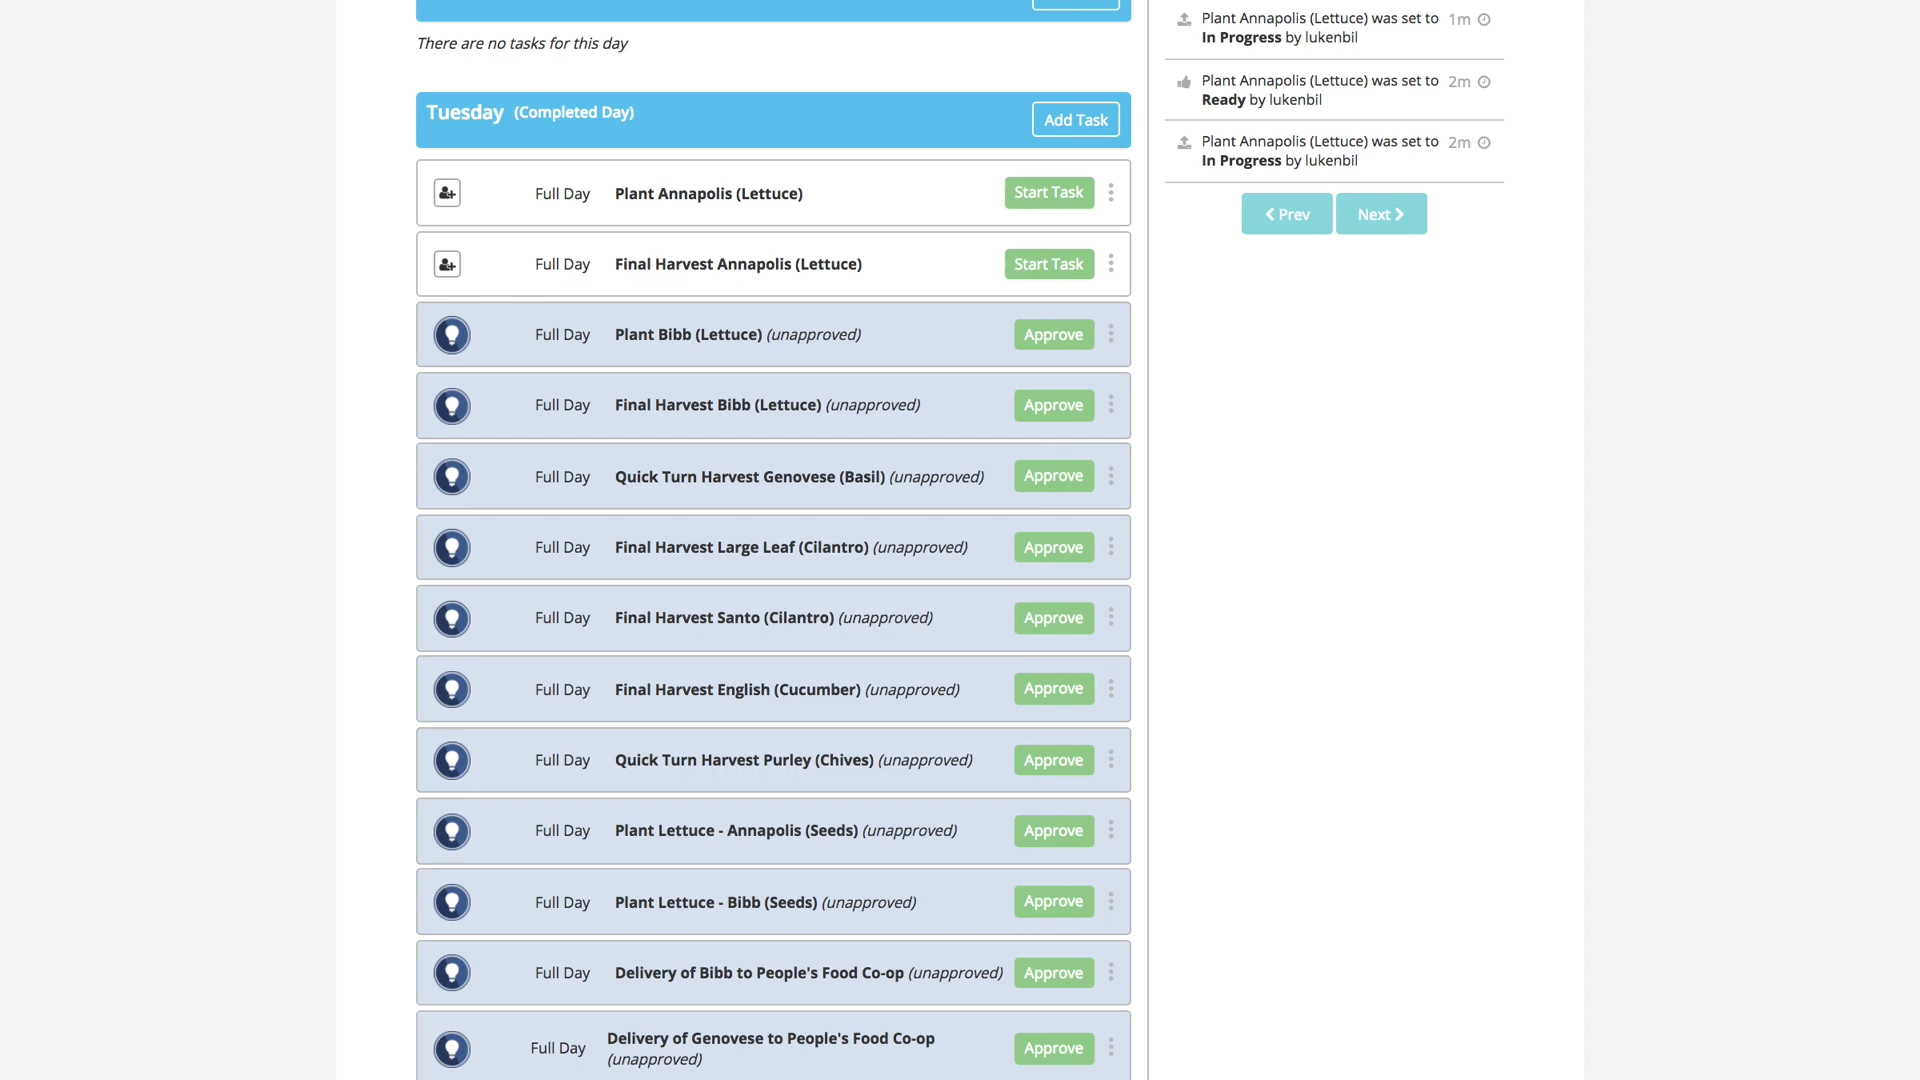 There are no tasks for this day
Tuesday (Completed Day)
Add Task
Full Day Plant Annapolis (Lettuce) Start Task
Full Day Final Harvest Annapolis (Lettuce) Start Task
Full Day Plant Bibb (Lettuce) (unapproved) Approve
Full Day Final Harvest Bibb (Lettuce) (unapproved) Approve
Full Day Quick Turn Harvest Genovese (Basil) (unapproved) Approve
Full Day Final Harvest Large Leaf (Cilantro) (unapproved) Approve
Full Day Final Harvest Santo (Cilantro) (unapproved) Approve
Full Day Final Harvest English (Cucumber) (unapproved) Approve
Full Day Quick Turn Harvest Purley (Chives) (unapproved) Approve
Full Day Plant Lettuce - Annapolis (Seeds) (unapproved) Approve
Full Day Plant Lettuce - Bibb (Seeds) (unapproved) Approve
Full Day Delivery of Bibb to People's Food Co-op (unapproved) Approve
Full Day Delivery of Genovese to People's Food Co-op
(unapproved)
Approve
Plant Annapolis (Lettuce) was set to 1m
In Progress by lukenbil
Plant Annapolis (Lettuce) was set to 2m
Ready by lukenbil
Plant Annapolis (Lettuce) was set to 2m
In Progress by lukenbil
Prev
Next